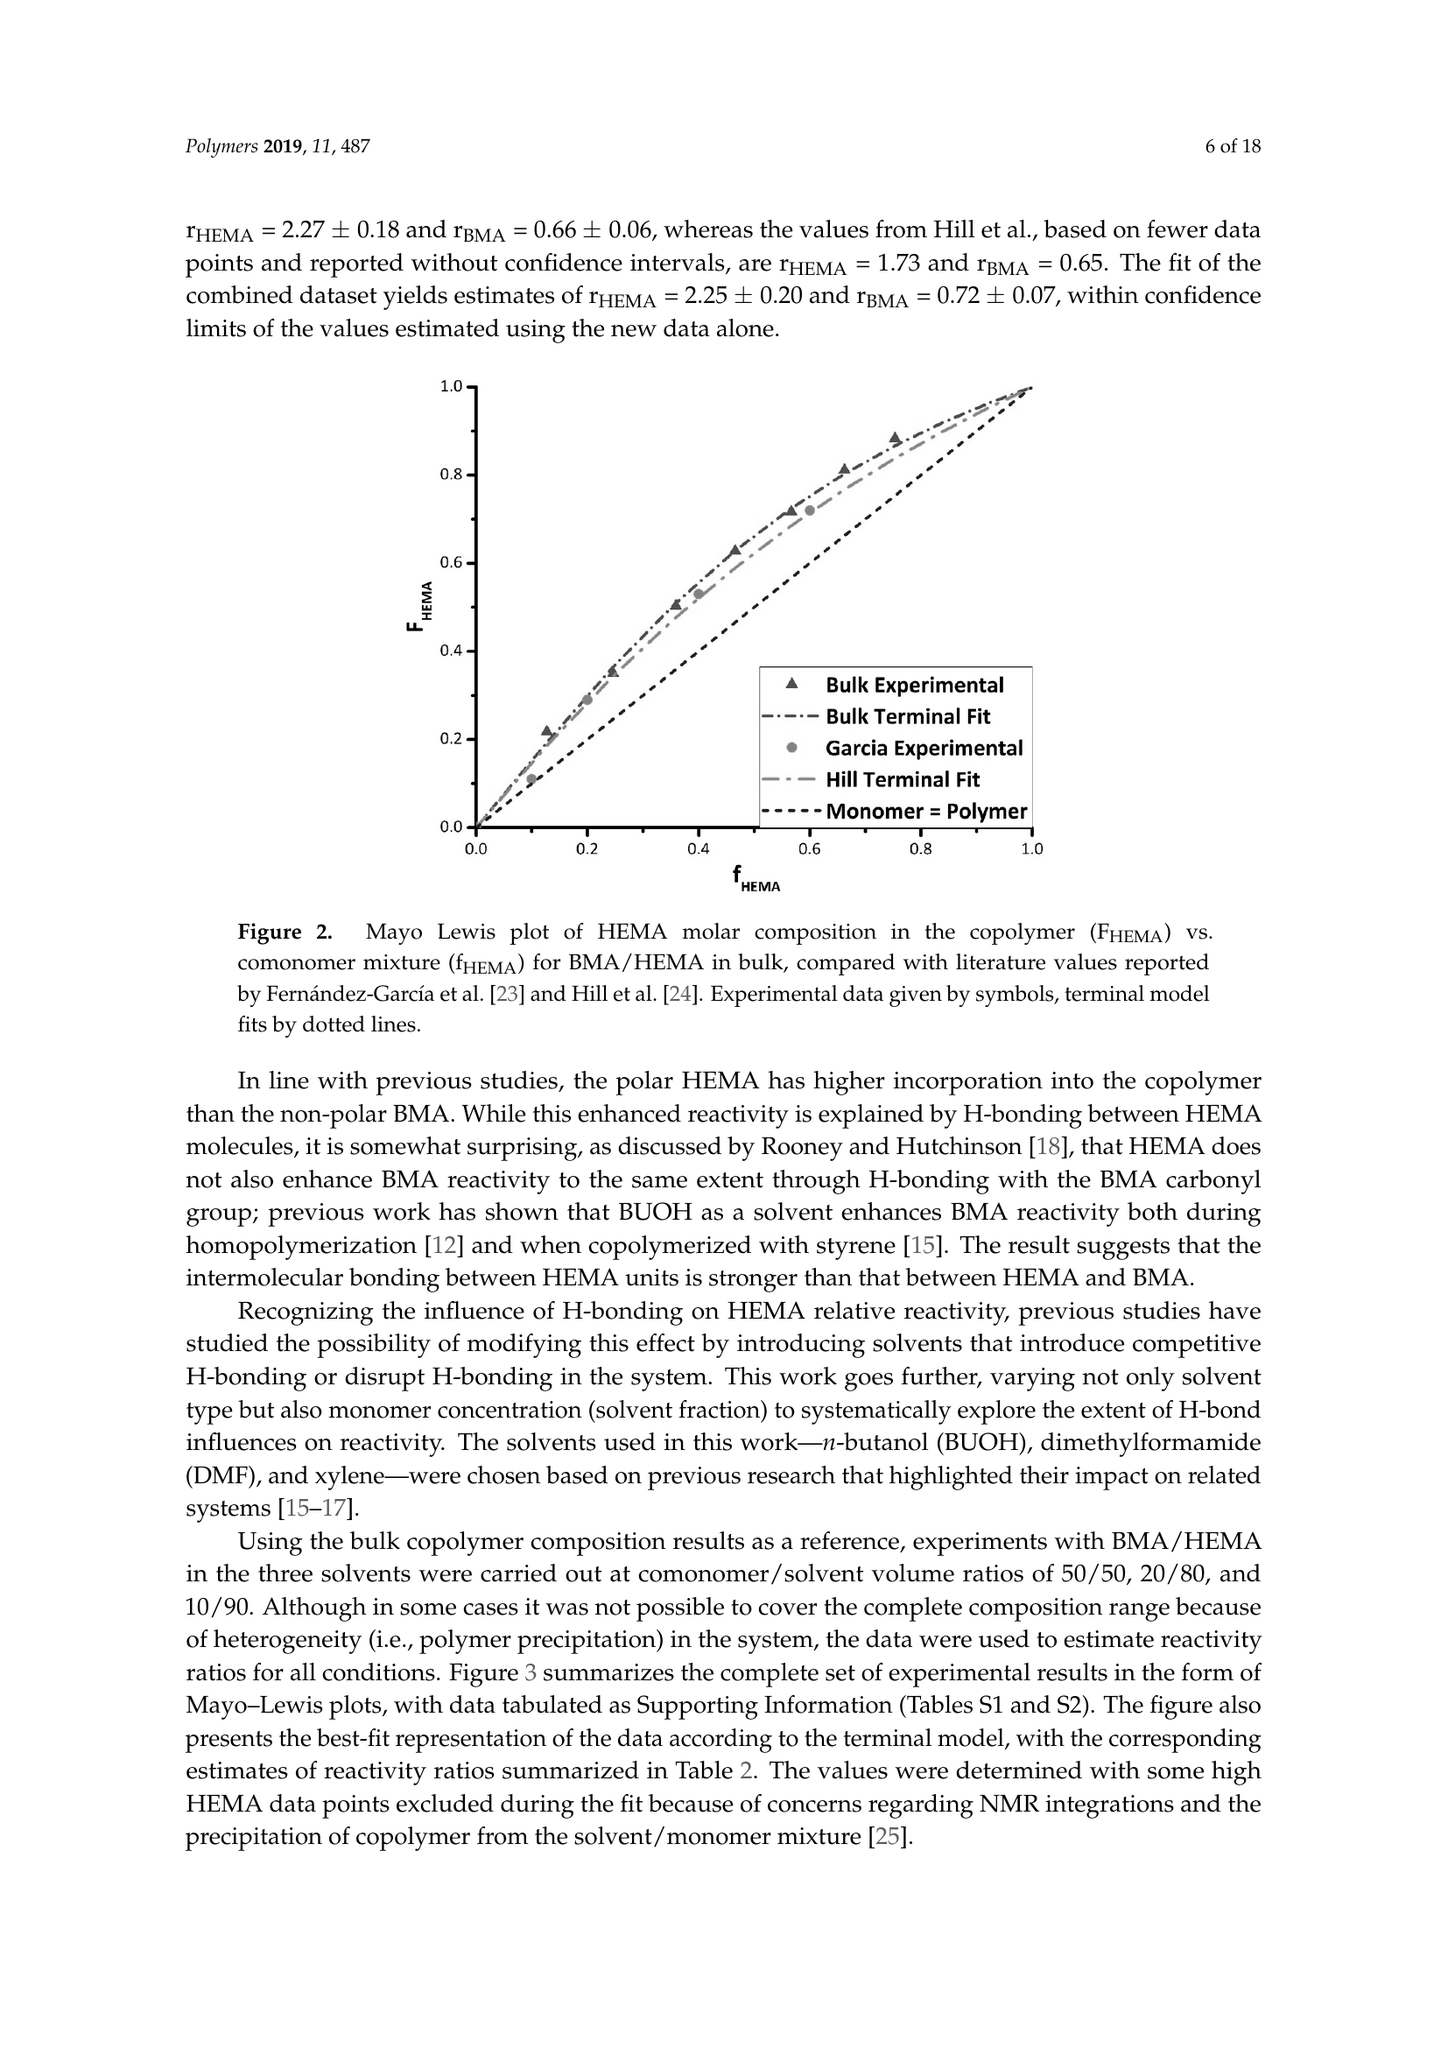 Polymers 2019, 11, 487
6 of 18
rHEMA = 2.27 ± 0.18 and rBMA = 0.66 ± 0.06, whereas the values from Hill et al., based on fewer data
points and reported without confidence intervals, are rHEMA = 1.73 and rBMA = 0.65. The fit of the
combined dataset yields estimates of rHEMA = 2.25 ± 0.20 and rBMA = 0.72 ± 0.07, within confidence
limits of the values estimated using the new data alone.
1.0
0.8
0.6
0.4
0.2
0.0
FHEMA
Bulk Experimental
Bulk Terminal Fit
Garcia Experimental
Hill Terminal Fit
Monomer = Polymer
0.0 0.2 0.4 0.6 0.8 1.0
fHEMA
Figure 2. Mayo Lewis plot of HEMA molar composition in the copolymer (FHEMA) vs.
comonomer mixture (fHEMA) for BMA/HEMA in bulk, compared with literature values reported
by Fernández-García et al. [23] and Hill et al. [24]. Experimental data given by symbols, terminal model
fits by dotted lines.
In line with previous studies, the polar HEMA has higher incorporation into the copolymer
than the non-polar BMA. While this enhanced reactivity is explained by H-bonding between HEMA
molecules, it is somewhat surprising, as discussed by Rooney and Hutchinson [18], that HEMA does
not also enhance BMA reactivity to the same extent through H-bonding with the BMA carbonyl
group; previous work has shown that BUOH as a solvent enhances BMA reactivity both during
homopolymerization [12] and when copolymerized with styrene [15]. The result suggests that the
intermolecular bonding between HEMA units is stronger than that between HEMA and BMA.
Recognizing the influence of H-bonding on HEMA relative reactivity, previous studies have
studied the possibility of modifying this effect by introducing solvents that introduce competitive
H-bonding or disrupt H-bonding in the system. This work goes further, varying not only solvent
type but also monomer concentration (solvent fraction) to systematically explore the extent of H-bond
influences on reactivity. The solvents used in this work—n-butanol (BUOH), dimethylformamide
(DMF), and xylene—were chosen based on previous research that highlighted their impact on related
systems [15–17].
Using the bulk copolymer composition results as a reference, experiments with BMA/HEMA
in the three solvents were carried out at comonomer/solvent volume ratios of 50/50, 20/80, and
10/90. Although in some cases it was not possible to cover the complete composition range because
of heterogeneity (i.e., polymer precipitation) in the system, the data were used to estimate reactivity
ratios for all conditions. Figure 3 summarizes the complete set of experimental results in the form of
Mayo–Lewis plots, with data tabulated as Supporting Information (Tables S1 and S2). The figure also
presents the best-fit representation of the data according to the terminal model, with the corresponding
estimates of reactivity ratios summarized in Table 2. The values were determined with some high
HEMA data points excluded during the fit because of concerns regarding NMR integrations and the
precipitation of copolymer from the solvent/monomer mixture [25].